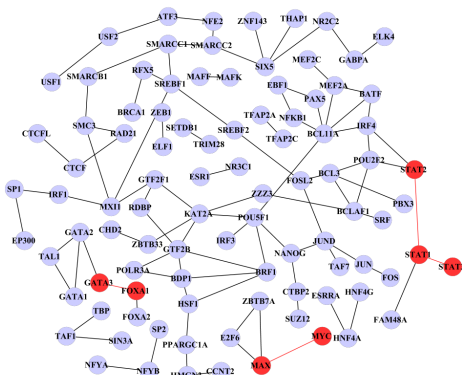 ATF3
NFE2
USF2
SMARCC1
SMARCC2
USF1
SMARCB1
RFX5
SREBF1
ZNF143
THAP1
NR2C2
ELK4
GABPA
SIX5
MAFF
MAFK
MEF2C
MEF2A
EBF1
PAX5
BATF
BRCA1
ZEB1
NFKB1
SMC3
RAD21
CTCFL
SETDB1
SREBF2
TFAP2A
TFAP2C
BCL11A
IRF4
ELF1
TRIM28
CTCF
NR3C1
ESR1
POU2F2
STAT2
BCL3
FOSL2
SP1
IRF1
MXI1
GTF2F1
RDBP
ZZZ3
KAT2A
POU5F1
BCLAF1
PBX3
SRF
EP300
GATA2
CHD2
ZBTB33
IRF3
GTF2B
NANOG
JUND
STAT1
TAL1
GATA3
FOXA1
POLR3A
BDP1
BRF1
TAF7
JUN
FOS
GATA1
CTBP2
ESRRA
HNF4G
FOXA2
HSF1
ZBTB7A
TBP
SUZ12
FAM48A
TAF1
SIN3A
SP2
E2F6
MYC
HNF4A
PPARGC1A
NFYA
NFYB
MAX
CCNT2